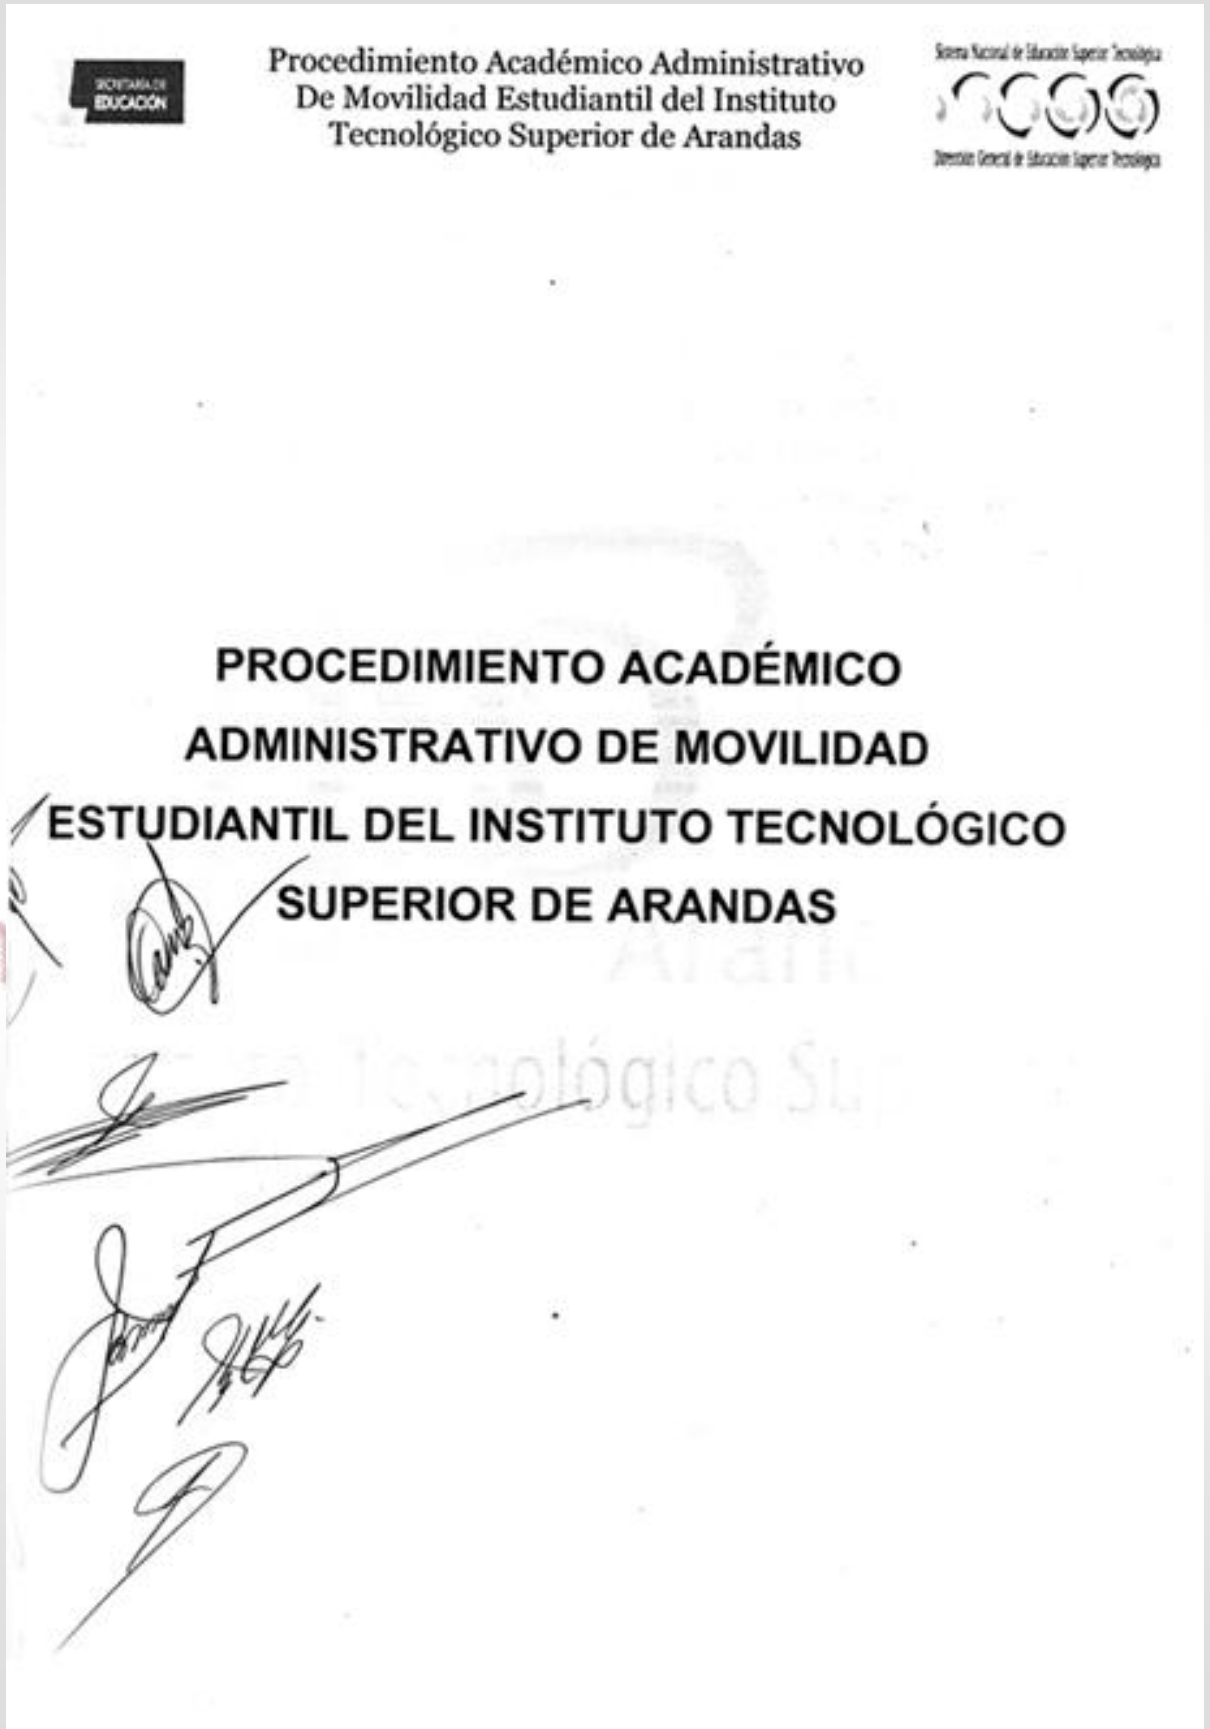 SECRETARÍA DE
EDUCACIÓN
Procedimiento Académico Administrativo
De Movilidad Estudiantil del Instituto
Tecnológico Superior de Arandas
Sistema Nacional de Educación Superior Tecnológica
Dirección General de Educación Superior Tecnológica
PROCEDIMIENTO ACADÉMICO
ADMINISTRATIVO DE MOVILIDAD
ESTUDIANTIL DEL INSTITUTO TECNOLÓGICO
SUPERIOR DE ARANDAS
Tecnológico Su